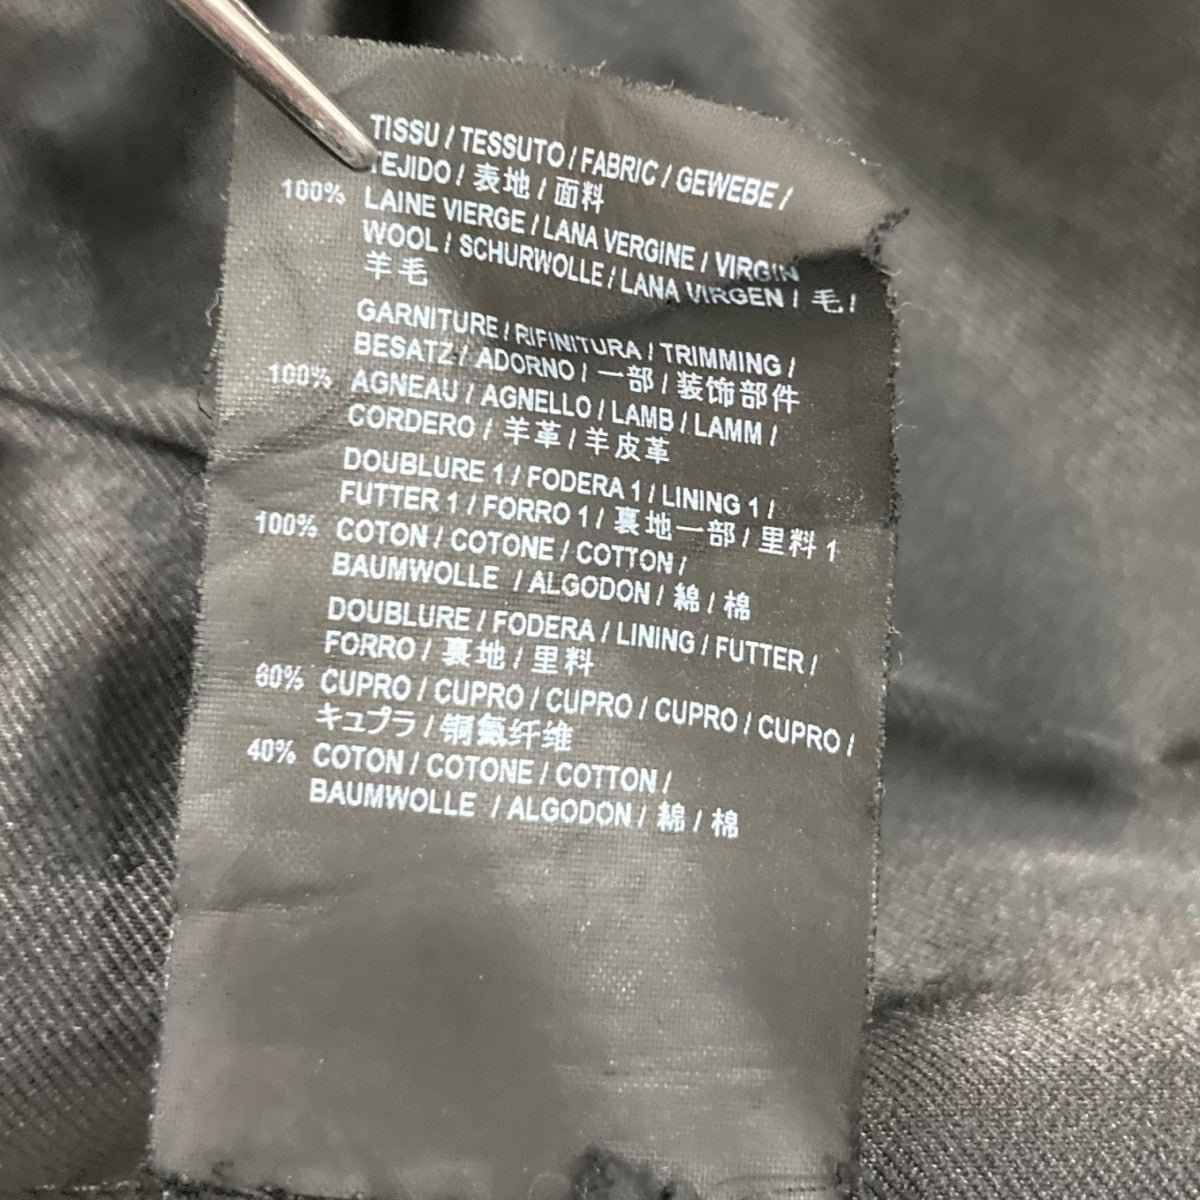 TISSU / TESSUTO / FABRIC / GEWEBE /
TEJIDO / 表地 / 面料
100% LAINE VIERGE / LANA VERGINE / VIRGIN
WOOL / SCHURWOLLE / LANA VIRGEN / 毛 /
羊毛
GARNITURE / RIFINITURA / TRIMMING /
BESATZ / ADORNO / 一部 / 装饰部件
100% AGNEAU / AGNELLO / LAMB / LAMM /
CORDERO / 羊革 / 羊皮革
DOUBLURE 1 / FODERA 1 / LINING 1 /
FUTTER 1 / FORRO 1 / 裏地一部 / 里料 1
100% COTON / COTONE / COTTON /
BAUMWOLLE / ALGODON / 綿 / 棉
DOUBLURE / FODERA / LINING / FUTTER /
FORRO / 裏地 / 里料
60% CUPRO / CUPRO / CUPRO / CUPRO / CUPRO /
キュプラ / 铜氨纤维
40% COTON / COTONE / COTTON /
BAUMWOLLE / ALGODON / 綿 / 棉